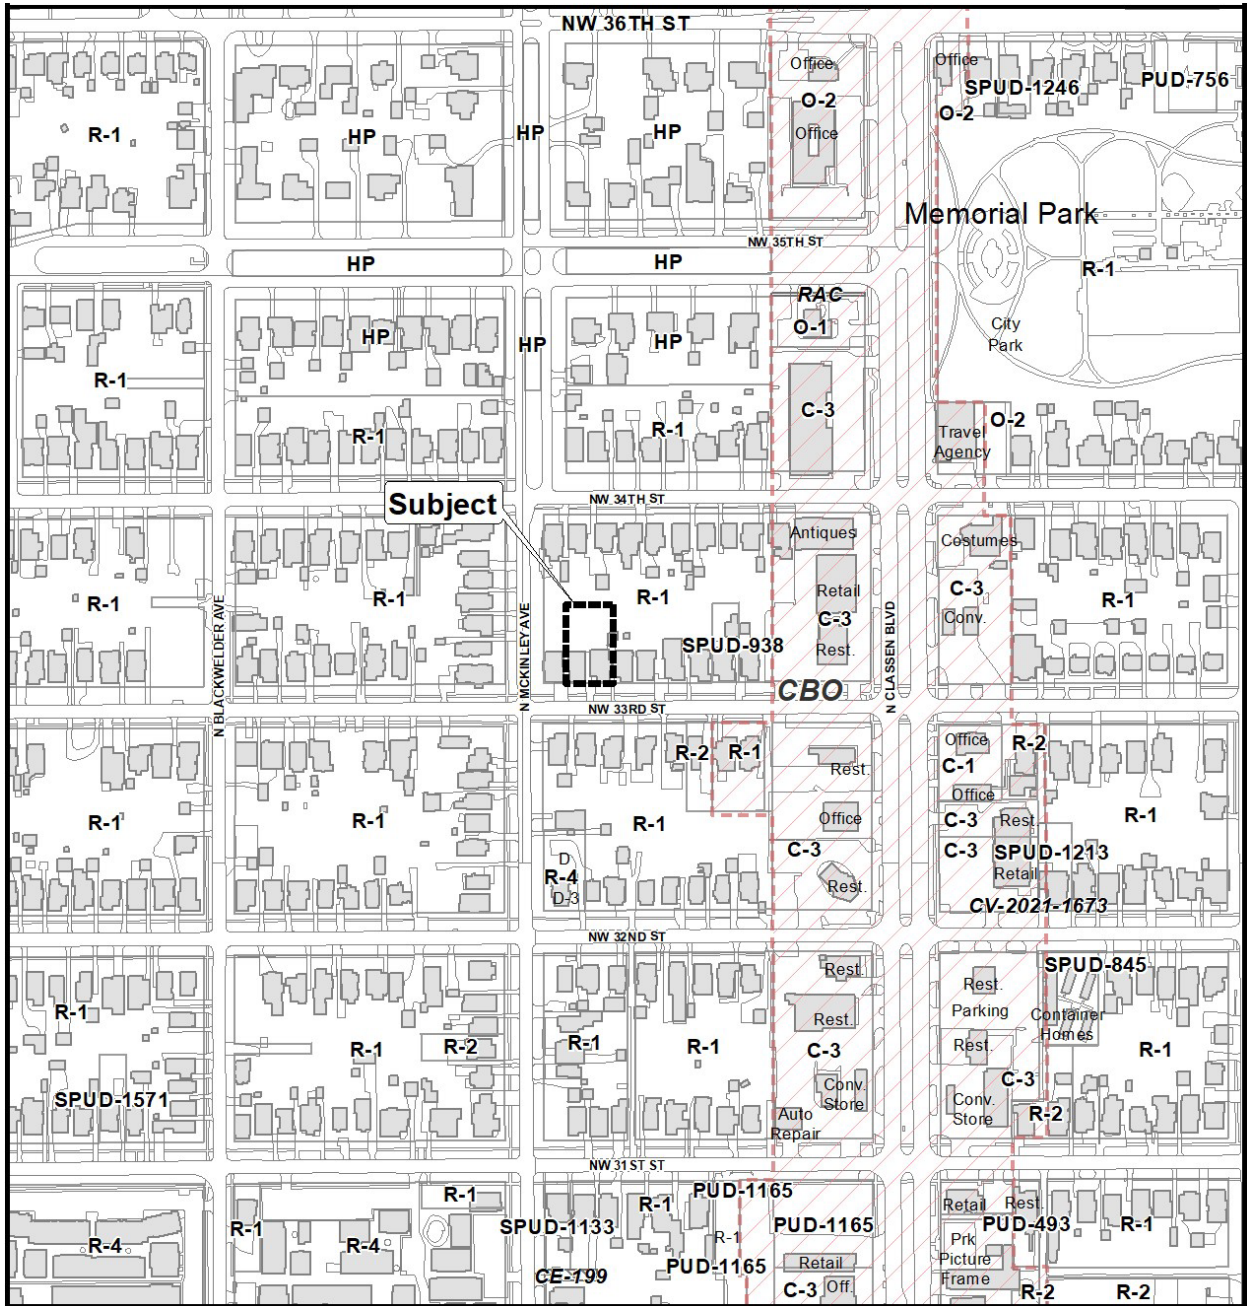 NW 36TH ST
Office
Office
SPUD-1246
PUD-756
O-2
O-2
R-1
HP
HP
HP
Office
Memorial Park
NW 35TH ST
HP
HP
R-1
RAC
O-1
City
Park
HP
HP
HP
R-1
C-3
O-2
Travel
Agency
R-1
R-1
Subject
NW 34TH ST
Antiques
Costumes
Retail
C-3
R-1
R-1
R-1
R-1
C-3
Conv.
Rest.
SPUD-938
N BLACKWELDER AVE
N MCKINLEY AVE
N CLASSEN BLVD
CBO
NW 33RD ST
R-2
R-1
Rest.
Office
R-2
C-1
Office
R-1
R-1
R-1
Office
C-3
Rest.
R-1
C-3
C-3
SPUD-1213
Retail
D
R-4
D-3
Rest.
CV-2021-1673
NW 32ND ST
Rest.
SPUD-845
Rest.
Parking
Container
Homes
R-1
Rest.
R-1
R-2
R-1
R-1
C-3
Rest.
R-1
C-3
SPUD-1571
Conv.
Store
Conv.
Store
Auto
Repair
R-2
NW 31ST ST
R-1
PUD-1165
Retail
Rest.
R-1
R-1
SPUD-1133
R-1
PUD-1165
PUD-493
R-1
R-4
R-4
R-1
Prk
Picture
Frame
PUD-1165
Retail
CE-199
C-3
Off.
R-2
R-2